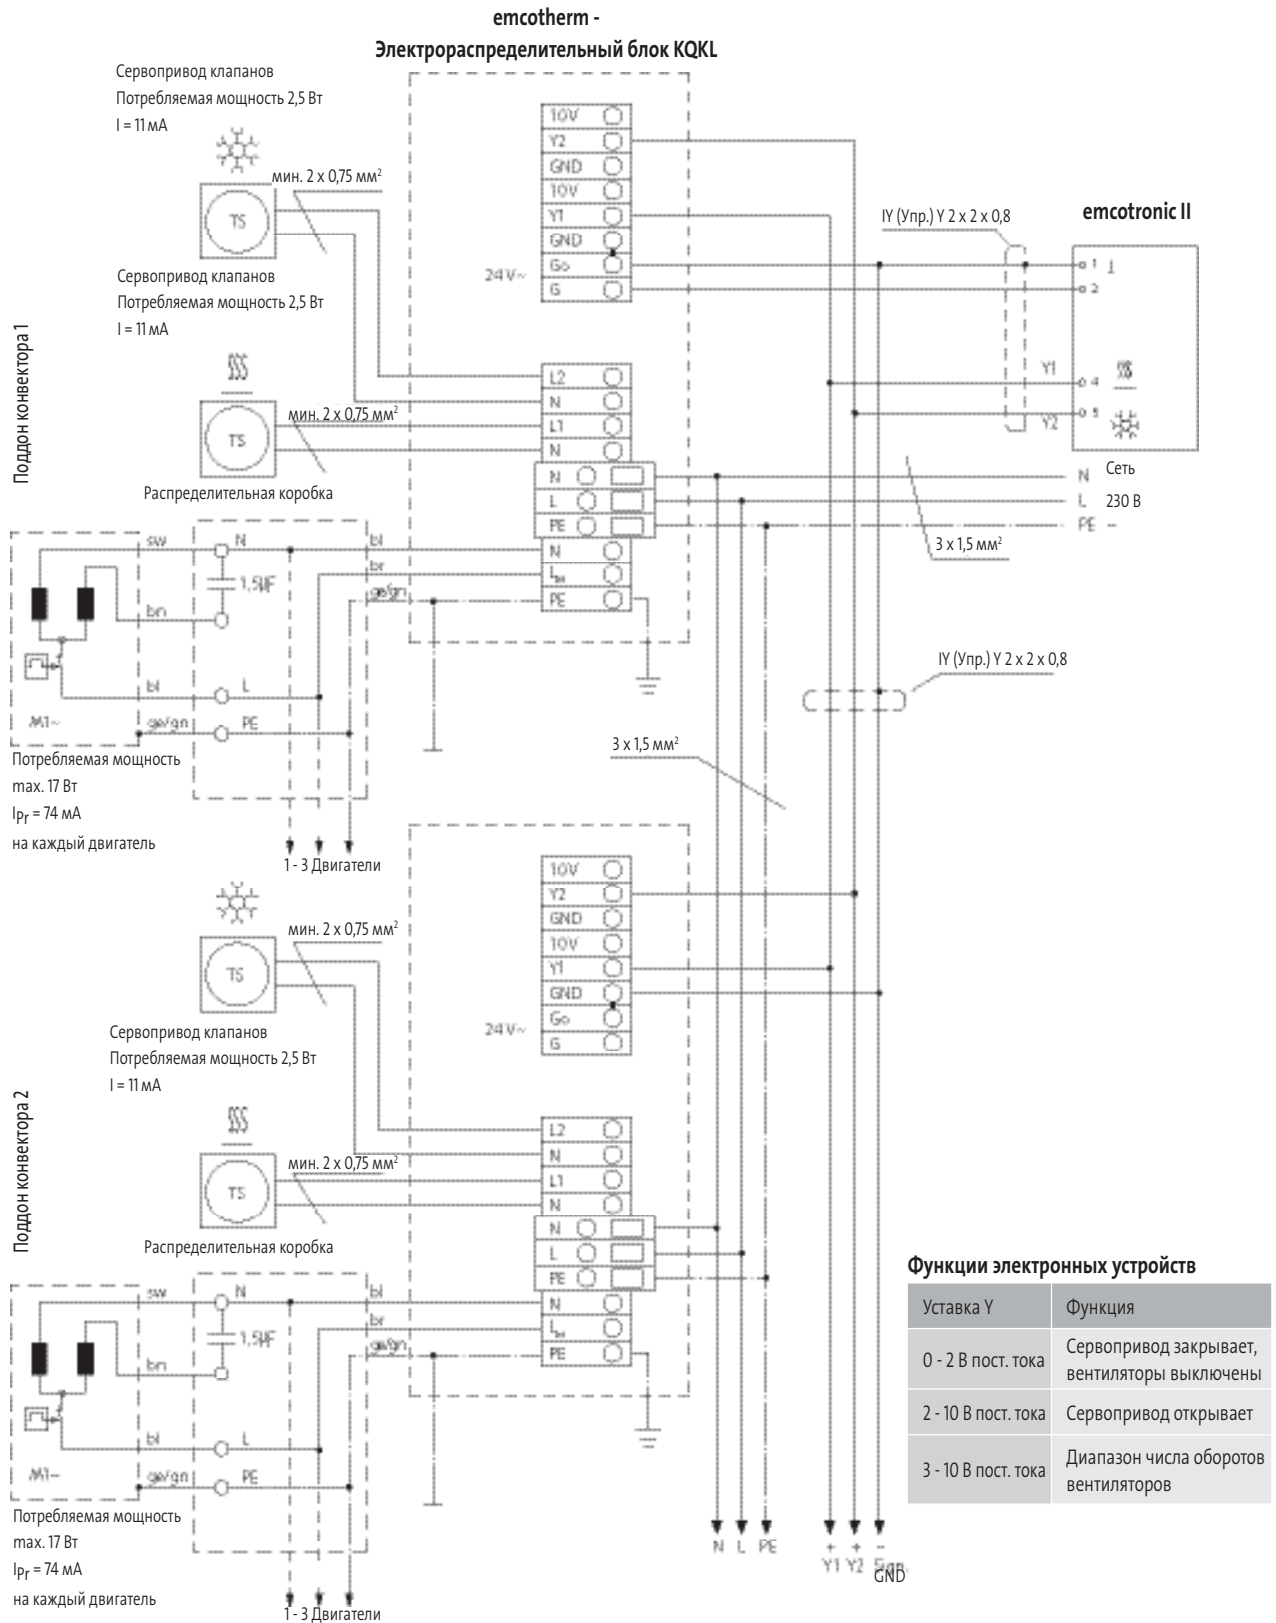 emcotherm -
Электрораспределительный блок KQKL
Сервопривод клапанов
Потребляемая мощность 2,5 Вт
I = 11 мА
мин. 2 x 0,75 мм²
TS
Сервопривод клапанов
Потребляемая мощность 2,5 Вт
I = 11 мА
Поддон конвектора 1
мин. 2 x 0,75 мм²
TS
Распределительная коробка
10V
Y2
GND
10V
Y1
GND
Go
24V~
G
L2
N
L1
N
N
L
PE
N
PE
IY (Упр.) Y 2 x 2 x 0,8
emcotronic II
1
2
Y1
4
Y2
5
N
Сеть
L
230 В
PE
3 x 1,5 мм²
sw
N
bl
br
ge/gn
1,5µF
bn
bl
L
ge/gn
PE
M1~
Потребляемая мощность
max. 17 Вт
IPr = 74 мА
на каждый двигатель
1 - 3 Двигатели
IY (Упр.) Y 2 x 2 x 0,8
3 x 1,5 мм²
мин. 2 x 0,75 мм²
TS
Сервопривод клапанов
Потребляемая мощность 2,5 Вт
I = 11 мА
Поддон конвектора 2
мин. 2 x 0,75 мм²
TS
Распределительная коробка
10V
Y2
GND
10V
Y1
GND
Go
24V~
G
L2
N
L1
N
N
L
PE
N
PE
sw
N
bl
br
ge/gn
1,5µF
bn
bl
L
ge/gn
PE
M1~
Потребляемая мощность
max. 17 Вт
IPr = 74 мА
на каждый двигатель
1 - 3 Двигатели
Функции электронных устройств
Уставка Y Функция
0 - 2 В пост. тока Сервопривод закрывает,
вентиляторы выключены
2 - 10 В пост. тока Сервопривод открывает
3 - 10 В пост. тока Диапазон числа оборотов
вентиляторов
N L PE
+ + -
Y1 Y2
GND